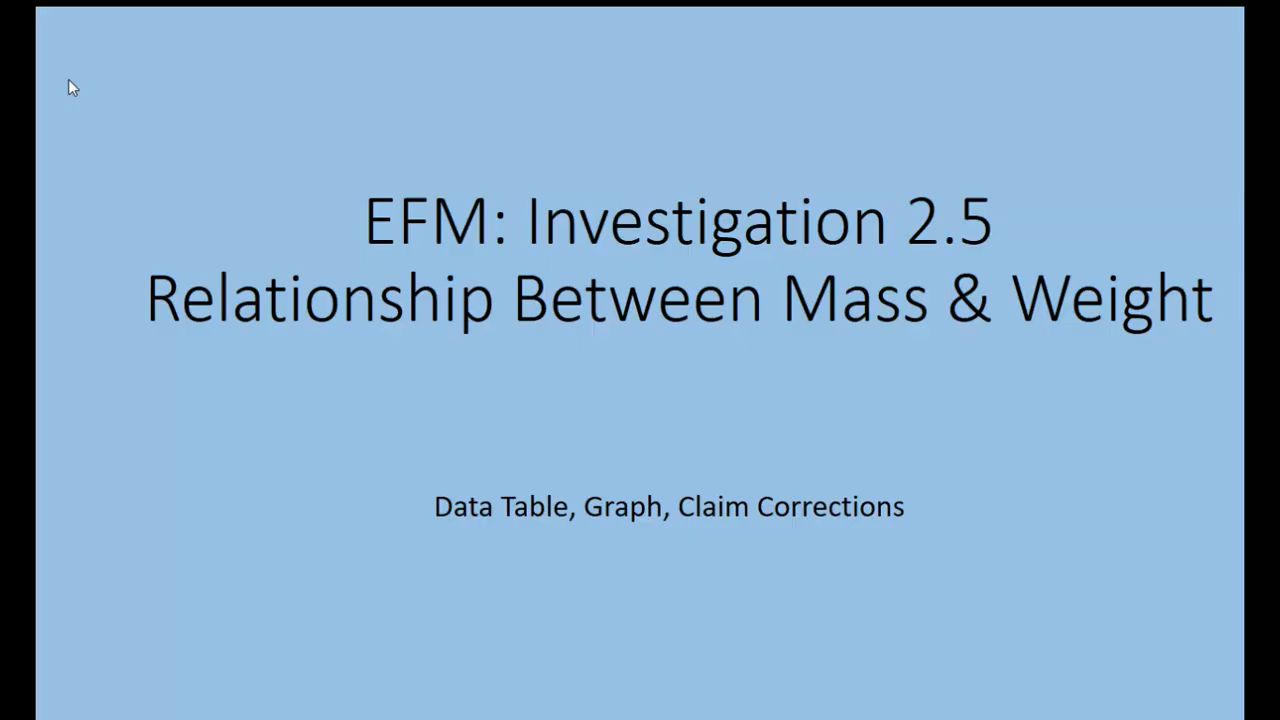 EFM: Investigation 2.5
Relationship Between Mass & Weight
Data Table, Graph, Claim Corrections